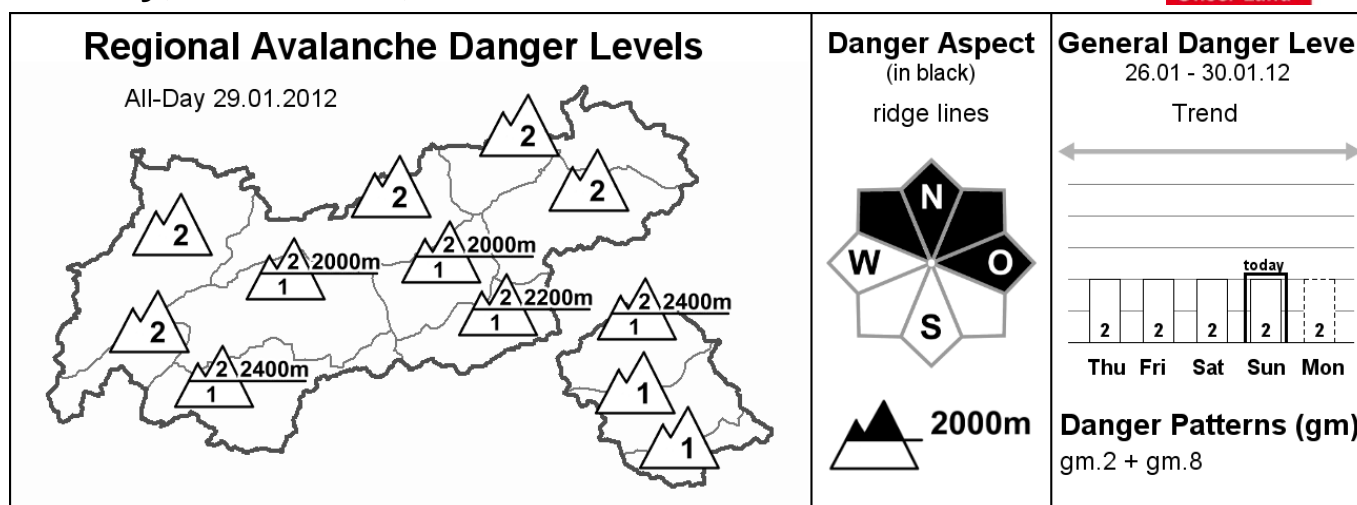 Regional Avalanche Danger Levels
All-Day 29.01.2012
2
2
2
2
2 2000m
1
2 2000m
1
2 2200m
1
2 2400m
1
2
2 2400m
1
1
1
Danger Aspect
(in black)
ridge lines
N
W
O
S
2000m
General Danger Leve
26.01 - 30.01.12
Trend
today
2 2 2 2 2
Thu Fri Sat Sun Mon
Danger Patterns (gm)
gm.2 + gm.8